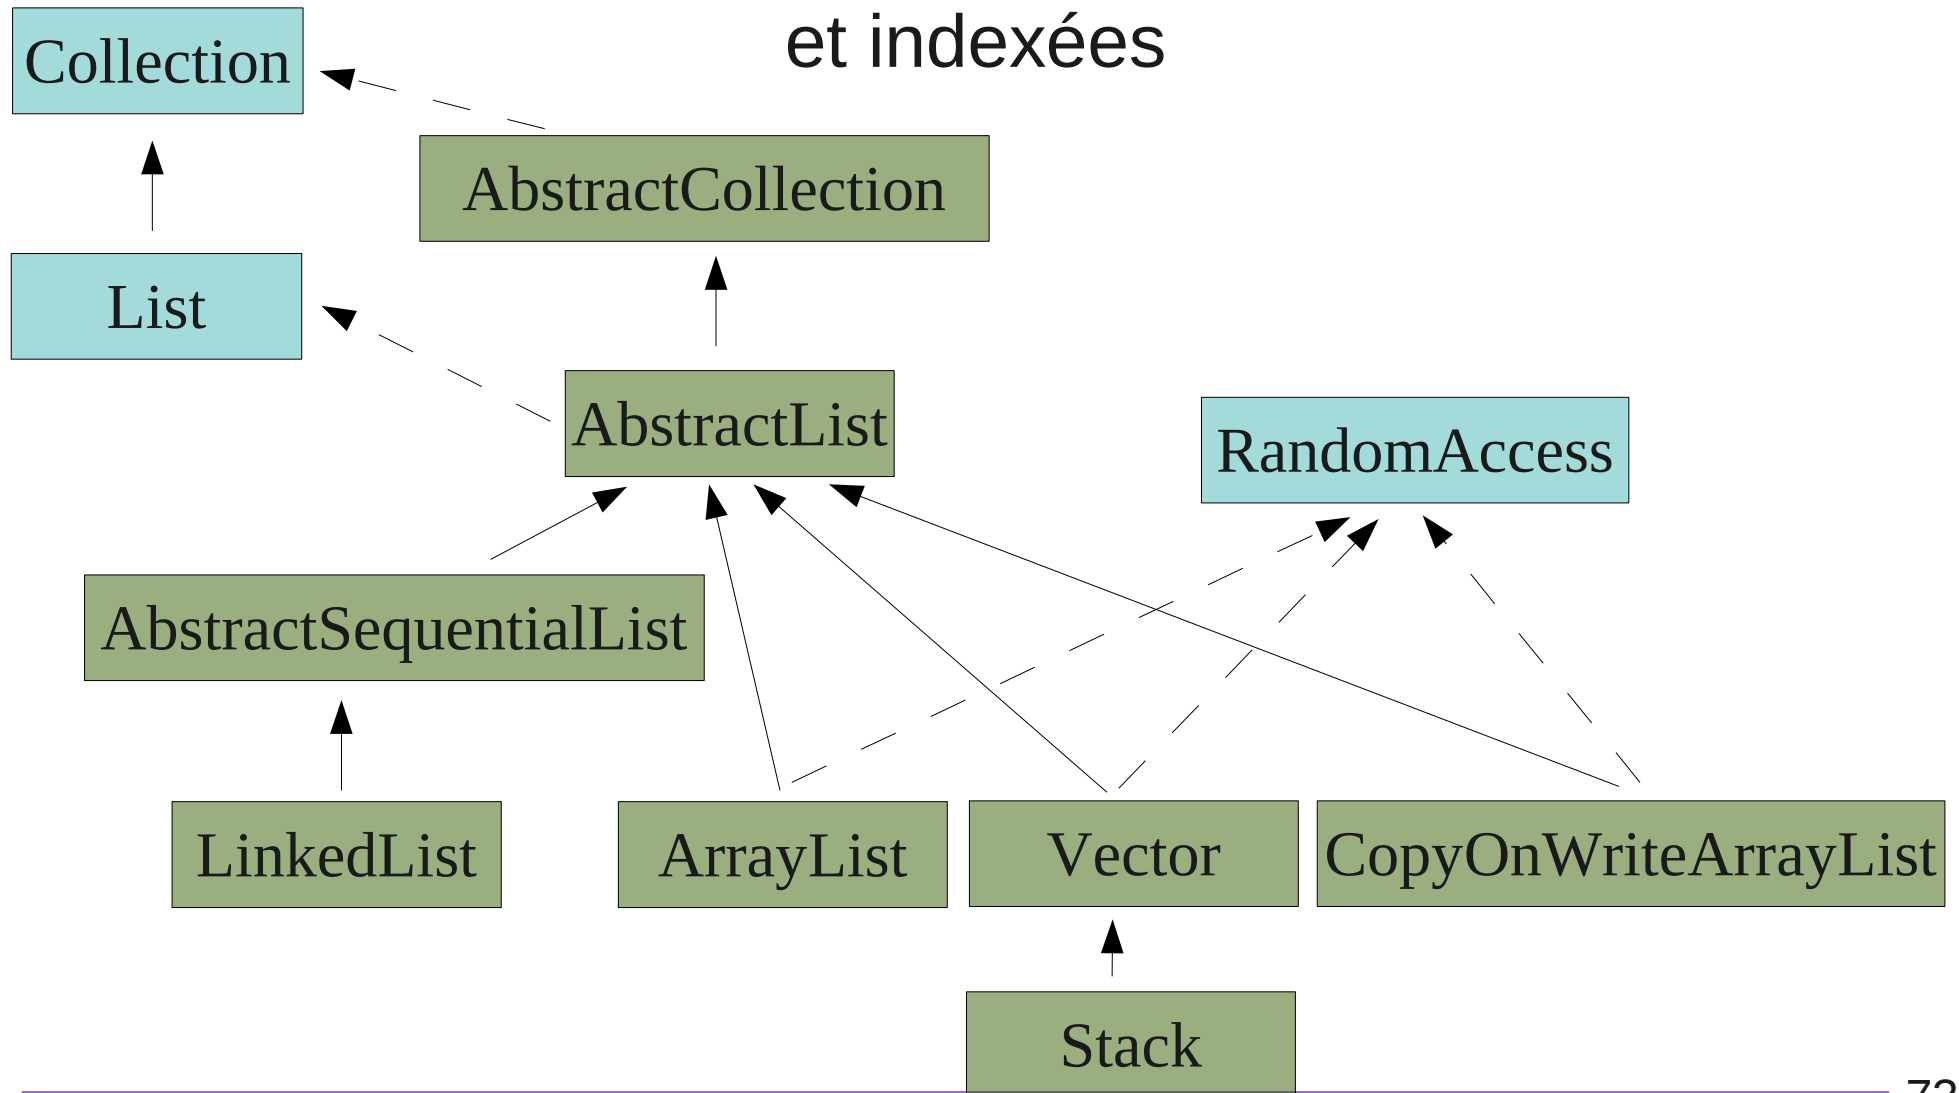 et indexées
Collection
AbstractCollection
List
AbstractList
RandomAccess
AbstractSequentialList
LinkedList
ArrayList
Vector
CopyOnWriteArrayList
Stack